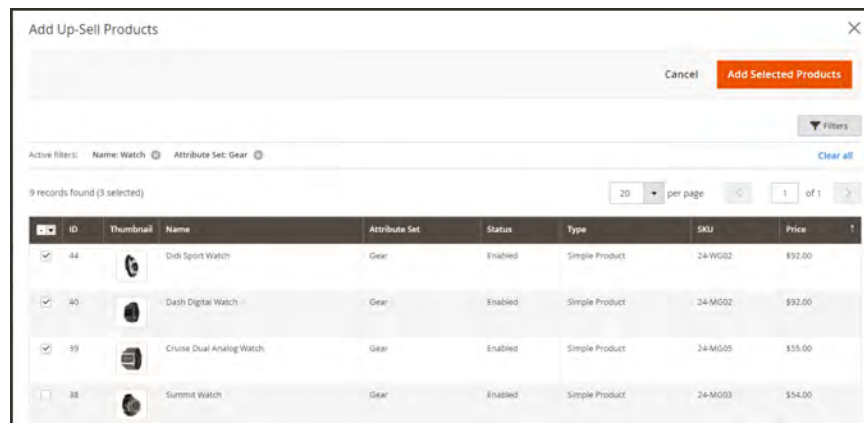 Add Up-Sell Products
Cancel Add Selected Products
Filters
Active filters: Name: Watch Attribute Set: Gear Clear all
9 records found (3 selected) 20 per page 1 of 1
ID Thumbnail Name Attribute Set Status Type SKU Price
44 Didi Sport Watch Gear Enabled Simple Product 24-WG02 $92.00
40 Dash Digital Watch Gear Enabled Simple Product 24-MG02 $92.00
39 Cruise Dual Analog Watch Gear Enabled Simple Product 24-MG05 $55.00
38 Summit Watch Gear Enabled Simple Product 24-MG03 $54.00